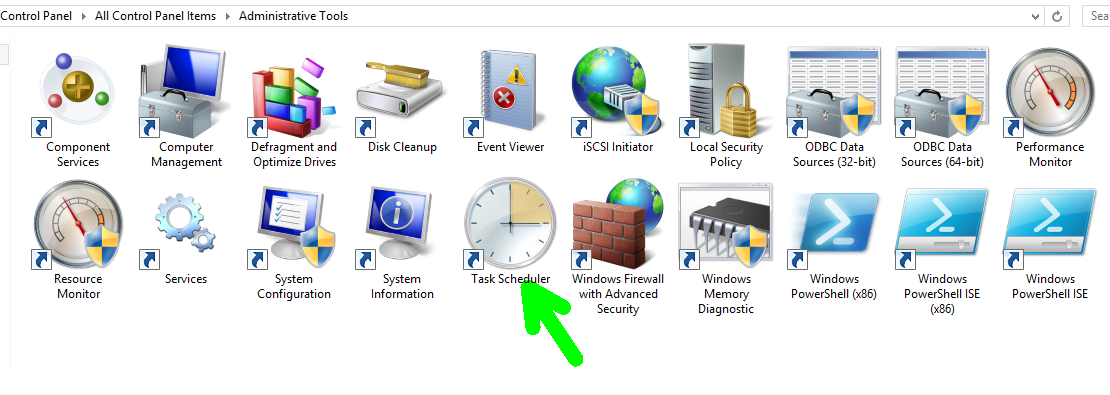 Control Panel ▸ All Control Panel Items ▸ Administrative Tools
Sea
Component
Services
Computer
Management
Defragment and
Optimize Drives
Disk Cleanup
Event Viewer
iSCSI Initiator
Local Security
Policy
ODBC Data
Sources (32-bit)
ODBC Data
Sources (64-bit)
Performance
Monitor
Resource
Monitor
Services
System
Configuration
System
Information
Task Scheduler
Windows Firewall
with Advanced
Security
Windows
Memory
Diagnostic
Windows
PowerShell (x86)
Windows
PowerShell ISE
(x86)
Windows
PowerShell ISE